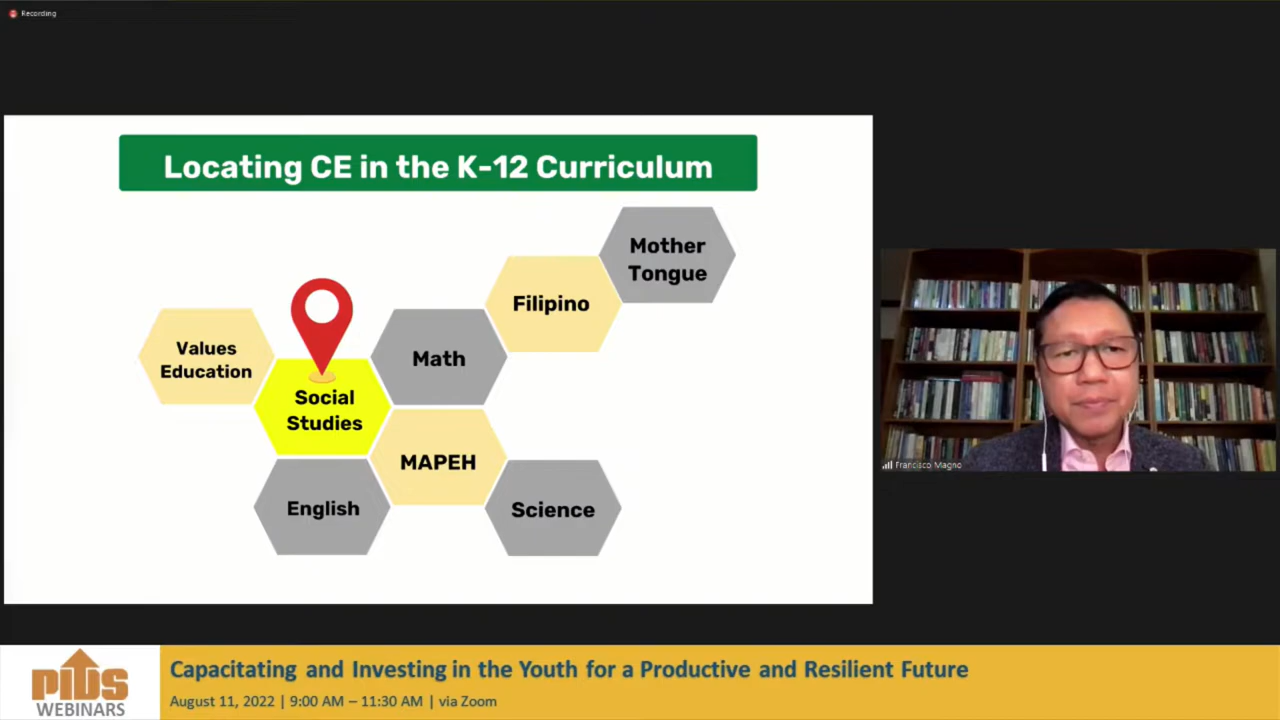 Recording
Locating CE in the K-12 Curriculum
Mother
Tongue
Filipino
Values
Education
Math
Social
Studies
MAPEH
English
Science
Francisco Magno
PIDS
WEBINARS
Capacitating and Investing in the Youth for a Productive and Resilient Future
August 11, 2022 | 9:00 AM – 11:30 AM | via Zoom